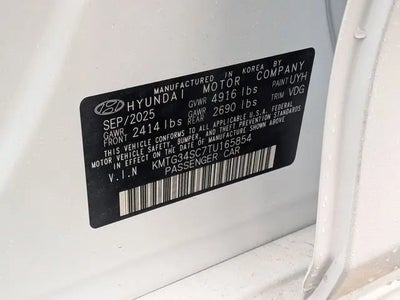 MANUFACTURED IN KOREA BY
HYUNDAI MOTOR COMPANY
SEP/2025 GVWR 4916 lbs PAINT UYH
GAWR FRONT 2414 lbs GAWR REAR 2690 lbs TRIM VDG
THIS VEHICLE CONFORMS TO ALL APPLICABLE U.S.A. FEDERAL
MOTOR VEHICLE SAFETY, BUMPER, AND THEFT PREVENTION
STANDARDS IN EFFECT ON THE DATE OF MANUFACTURE SHOWN ABOVE.
V.I.N KMTG34SC7TU165854
PASSENGER CAR